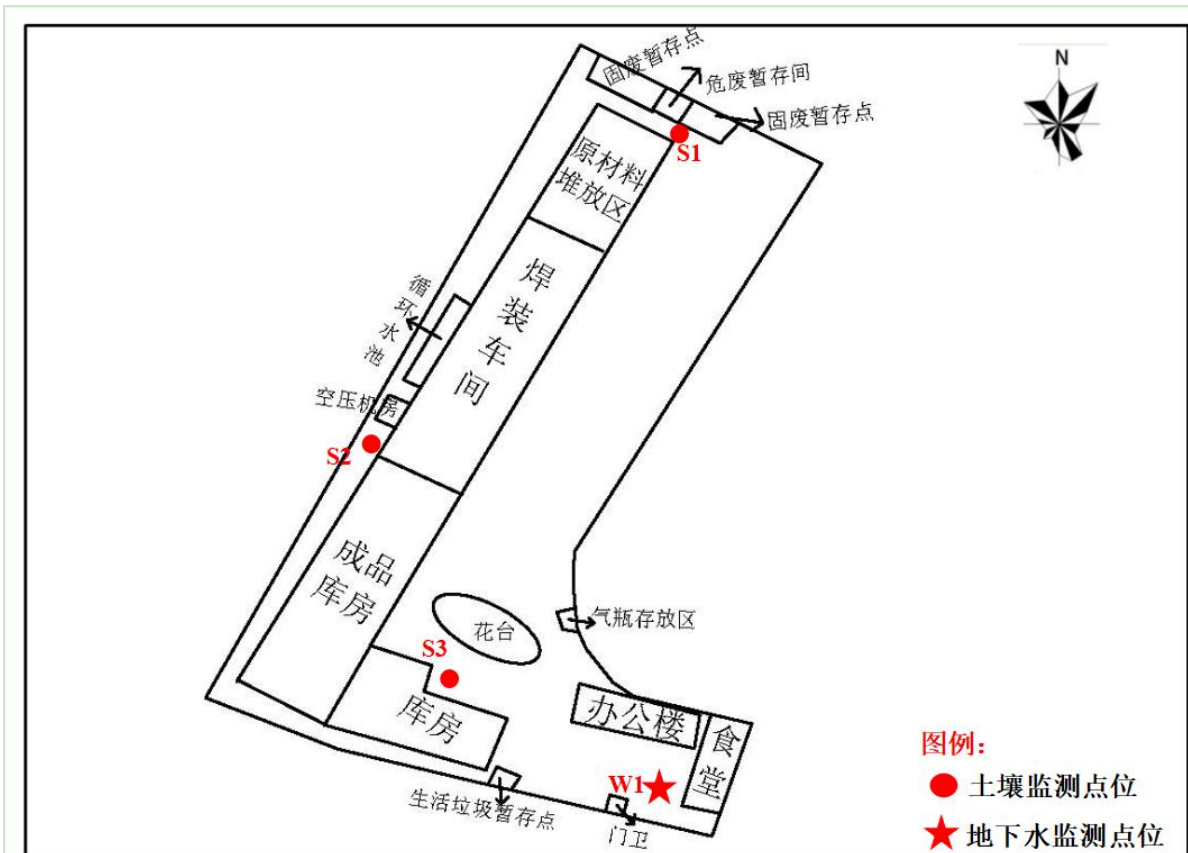 N
固废暂存点
危废暂存间
固废暂存点
S1
原材料
堆放区
焊装车间
循环水池
空压机房
S2
成品
库房
花台
气瓶存放区
S3
库房
办公楼
食堂
W1
生活垃圾暂存点
门卫
图例：
土壤监测点位
地下水监测点位